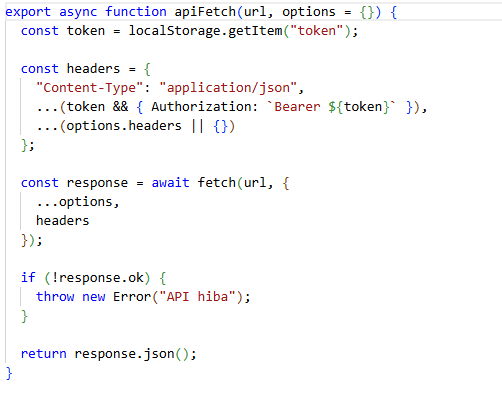 export async function apiFetch(url, options = {}) {
  const token = localStorage.getItem("token");

  const headers = {
    "Content-Type": "application/json",
    ...(token && { Authorization: `Bearer ${token}` }),
    ...(options.headers || {})
  };

  const response = await fetch(url, {
    ...options,
    headers
  });

  if (!response.ok) {
    throw new Error("API hiba");
  }

  return response.json();
}